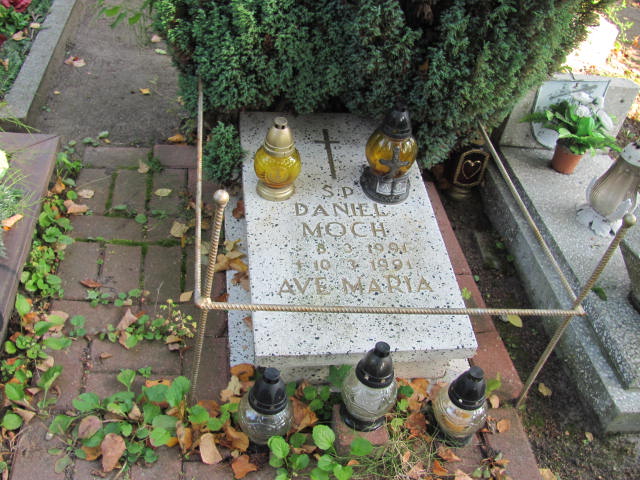 Ś.P.
DANIEL
MOCH
* 8.3.1991
+ 10.3.1991
AVE MARIA